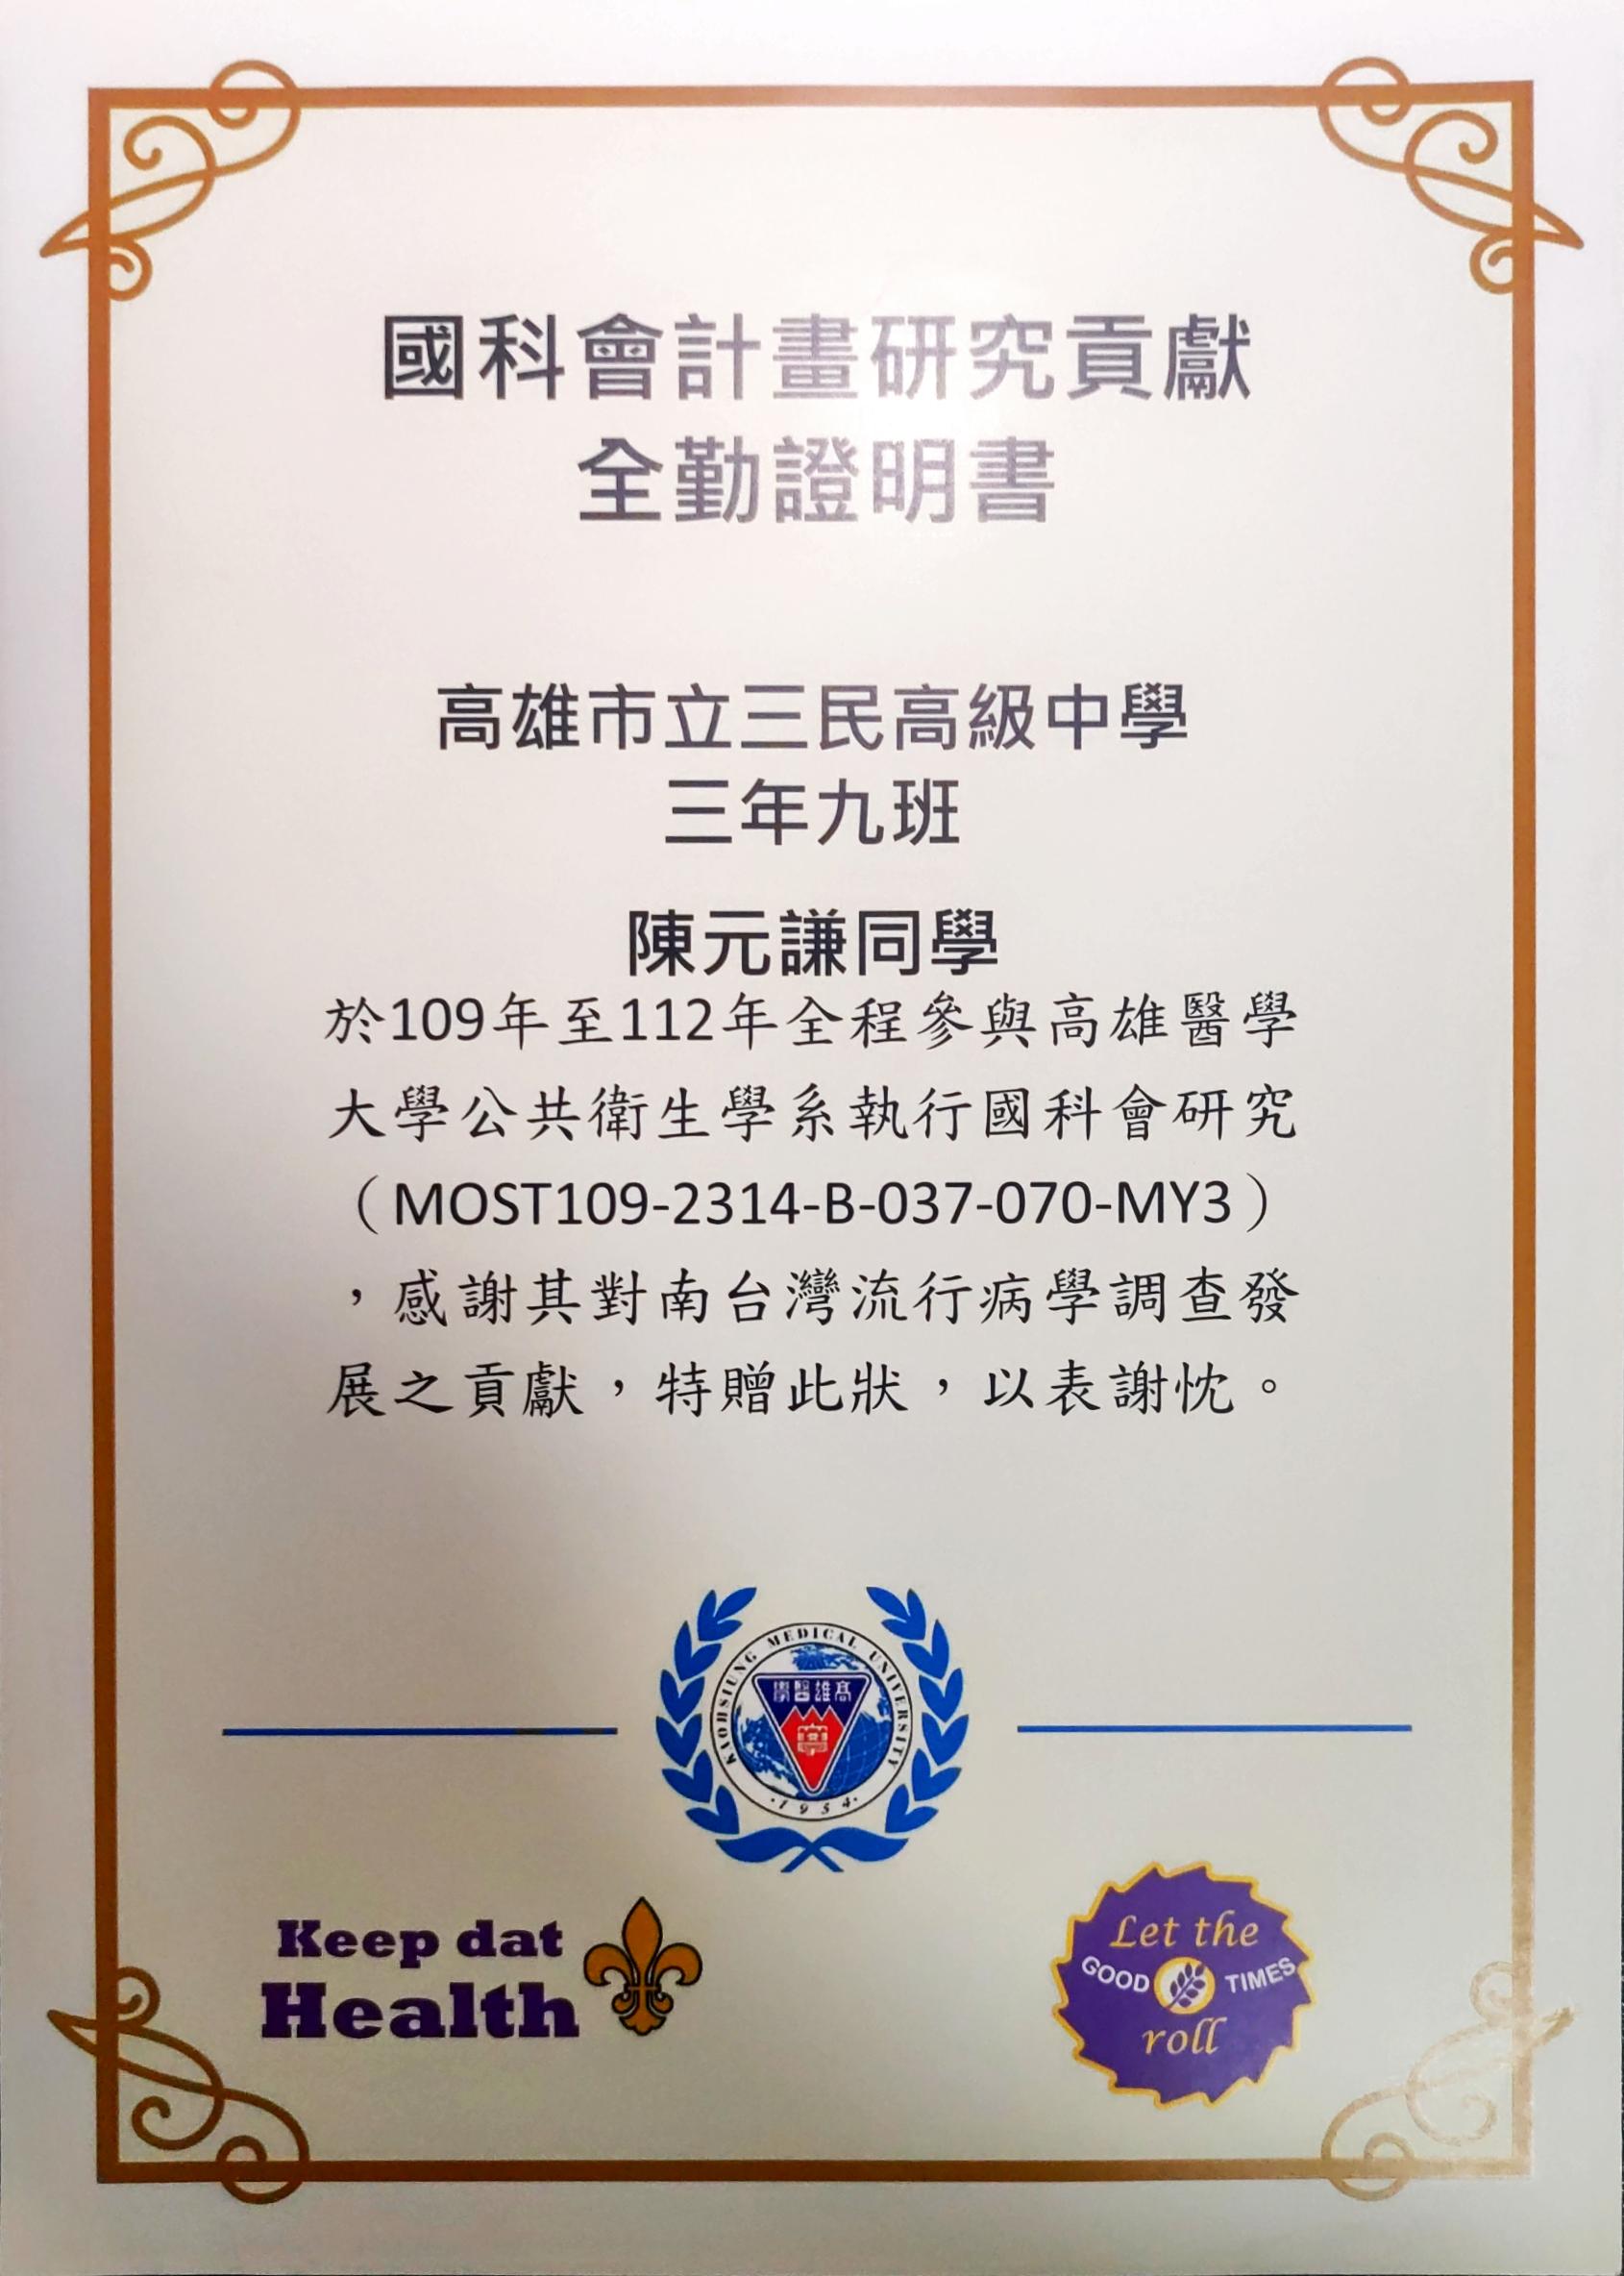 國科會計畫研究貢獻
全勤證明書
高雄市立三民高級中學
三年九班
陳元謙同學
於109年至112年全程參與高雄醫學
大學公共衛生學系執行國科會研究
（MOST109-2314-B-037-070-MY3）
，感謝其對南台灣流行病學調查發
展之貢獻，特贈此狀，以表謝忱。
KAOHSIUNG MEDICAL UNIVERSITY
學醫雄高
·1954·
Keep dat
Health
Let the
GOOD TIMES
roll